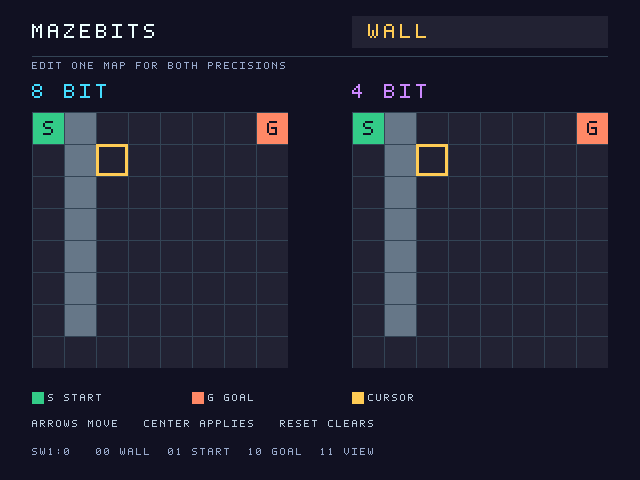 MAZEBITS
WALL
EDIT ONE MAP FOR BOTH PRECISIONS
8 BIT
4 BIT
S G S G
S START G GOAL CURSOR
ARROWS MOVE CENTER APPLIES RESET CLEARS
SW1:0 00 WALL 01 START 10 GOAL 11 VIEW